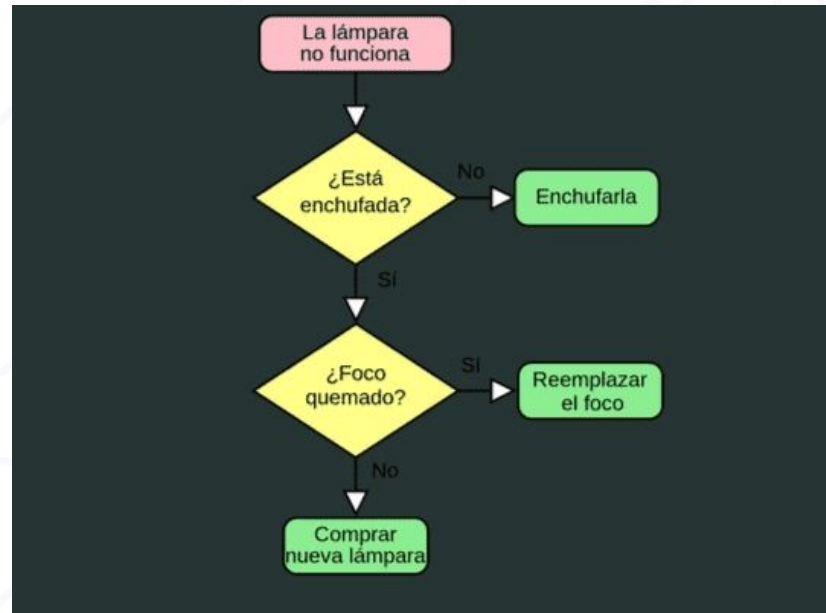 La lámpara
no funciona
¿Está
enchufada?
No
Enchufarla
Sí
¿Foco
quemado?
Sí
Reemplazar
el foco
No
Comprar
nueva lámpara